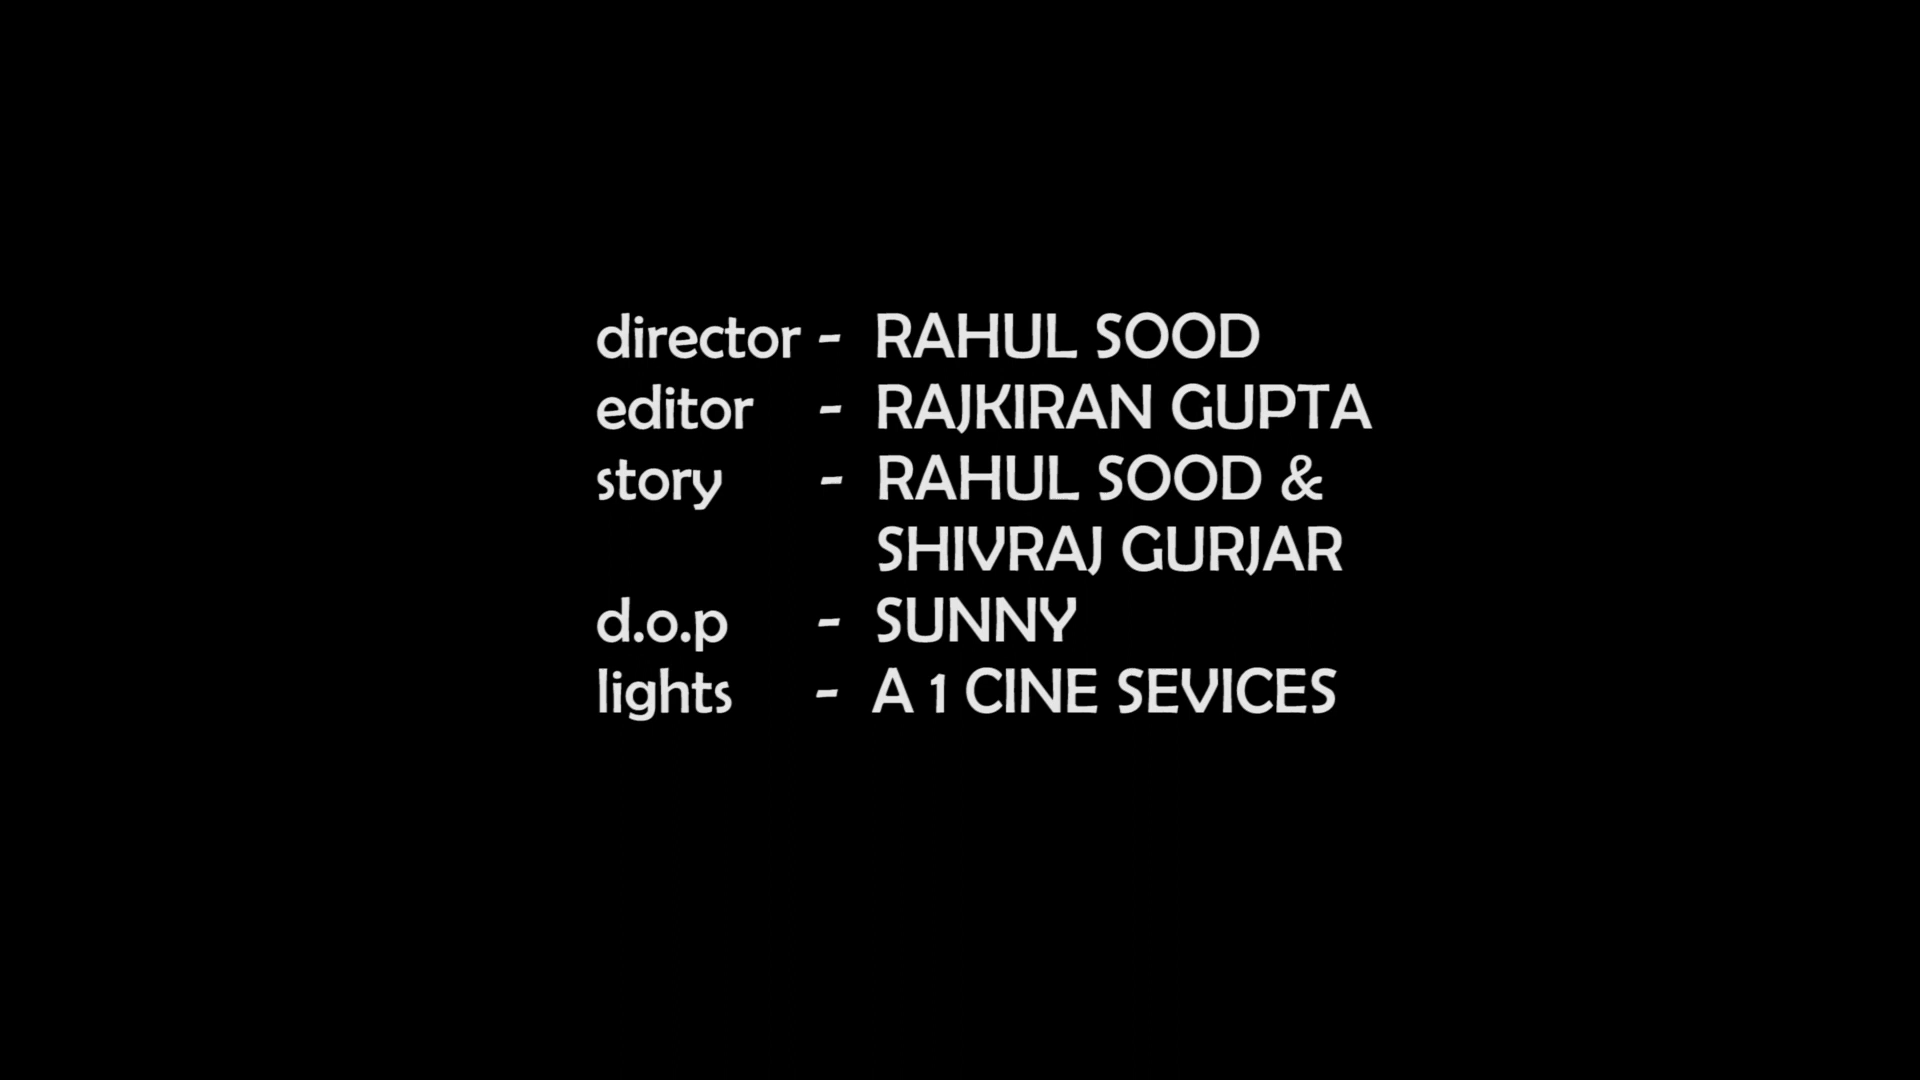 director - RAHUL SOOD
editor - RAJKIRAN GUPTA
story - RAHUL SOOD &
SHIVRAJ GURJAR
d.o.p - SUNNY
lights - A 1 CINE SEVICES